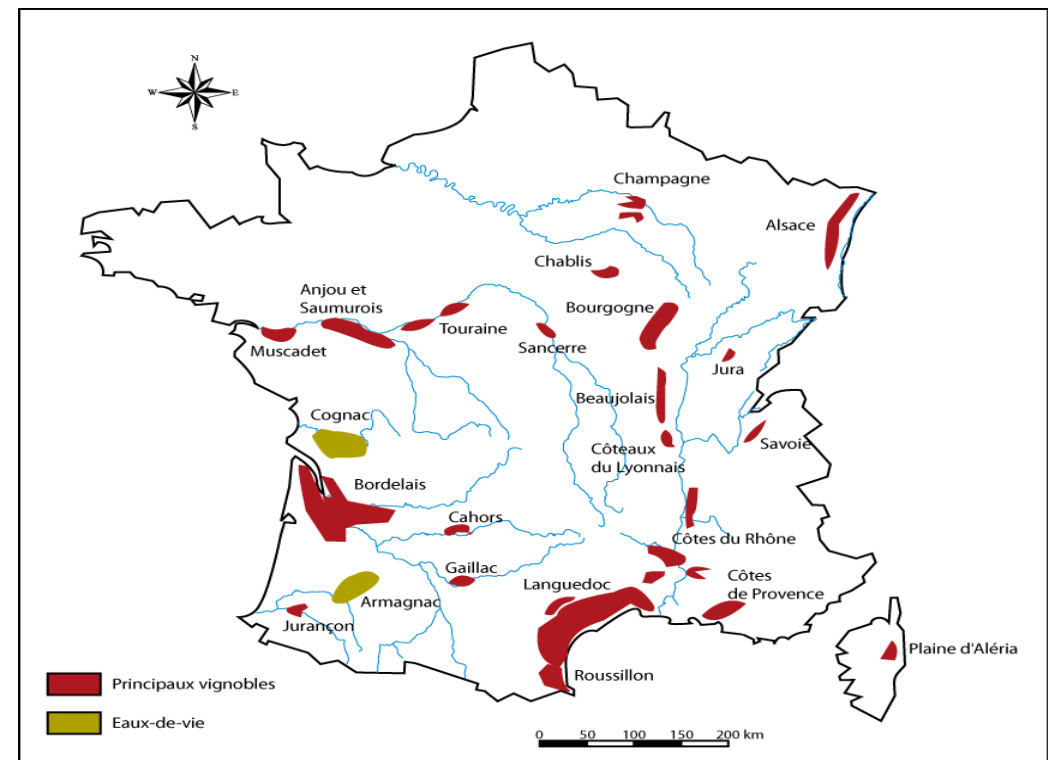 N
W
E
S
Champagne
Alsace
Chablis
Anjou et
Saumurois
Bourgogne
Touraine
Sancerre
Muscadet
Jura
Beaujolais
Cognac
Savoie
Côteaux
du Lyonnais
Bordelais
Cahors
Côtes du Rhône
Gaillac
Languedoc
Côtes
de Provence
Armagnac
Jurançon
Plaine d'Aléria
Roussillon
Principaux vignobles
Eaux-de-vie
0 50 100 150 200 km